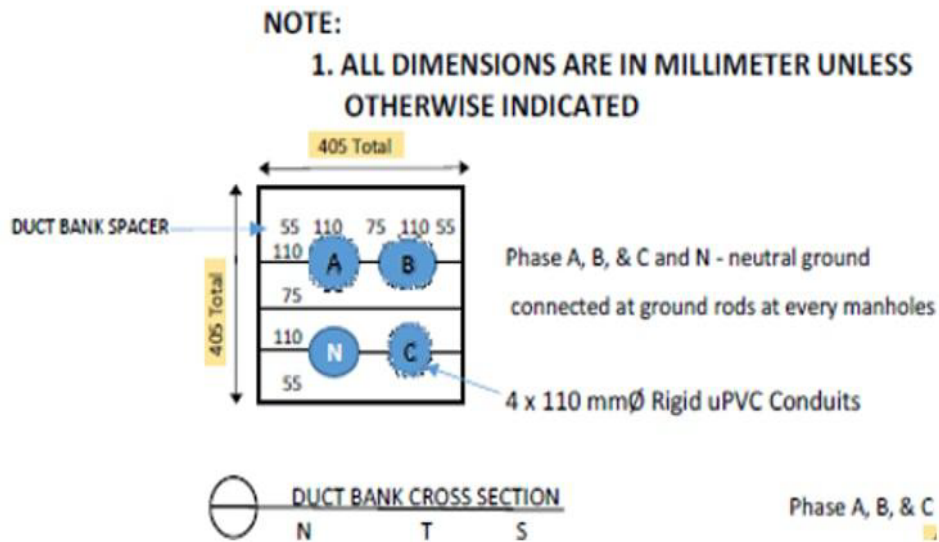 NOTE:
1. ALL DIMENSIONS ARE IN MILLIMETER UNLESS
OTHERWISE INDICATED
405 Total
DUCT BANK SPACER
55 110 75 110 55
110
A B
75
405 Total
110
N C
55
Phase A, B, & C and N - neutral ground
connected at ground rods at every manholes
4 x 110 mmØ Rigid uPVC Conduits
DUCT BANK CROSS SECTION
N T S
Phase A, B, & C